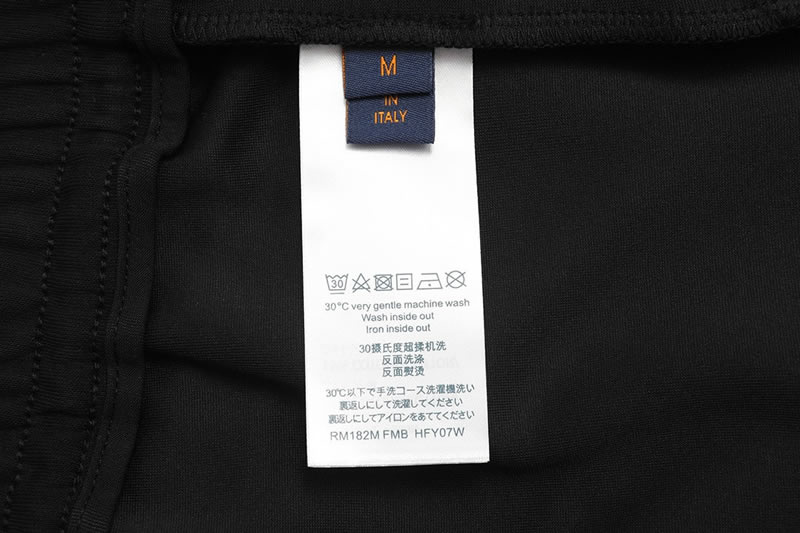 M
IN
ITALY
30
30°C very gentle machine wash
Wash inside out
Iron inside out
30摄氏度超揉机洗
反面洗涤
反面熨烫
30℃以下で手洗コース洗濯機洗い
裏返しにして洗濯してください
裏返しにしてアイロンをあててください
RM182M FMB HFY07W